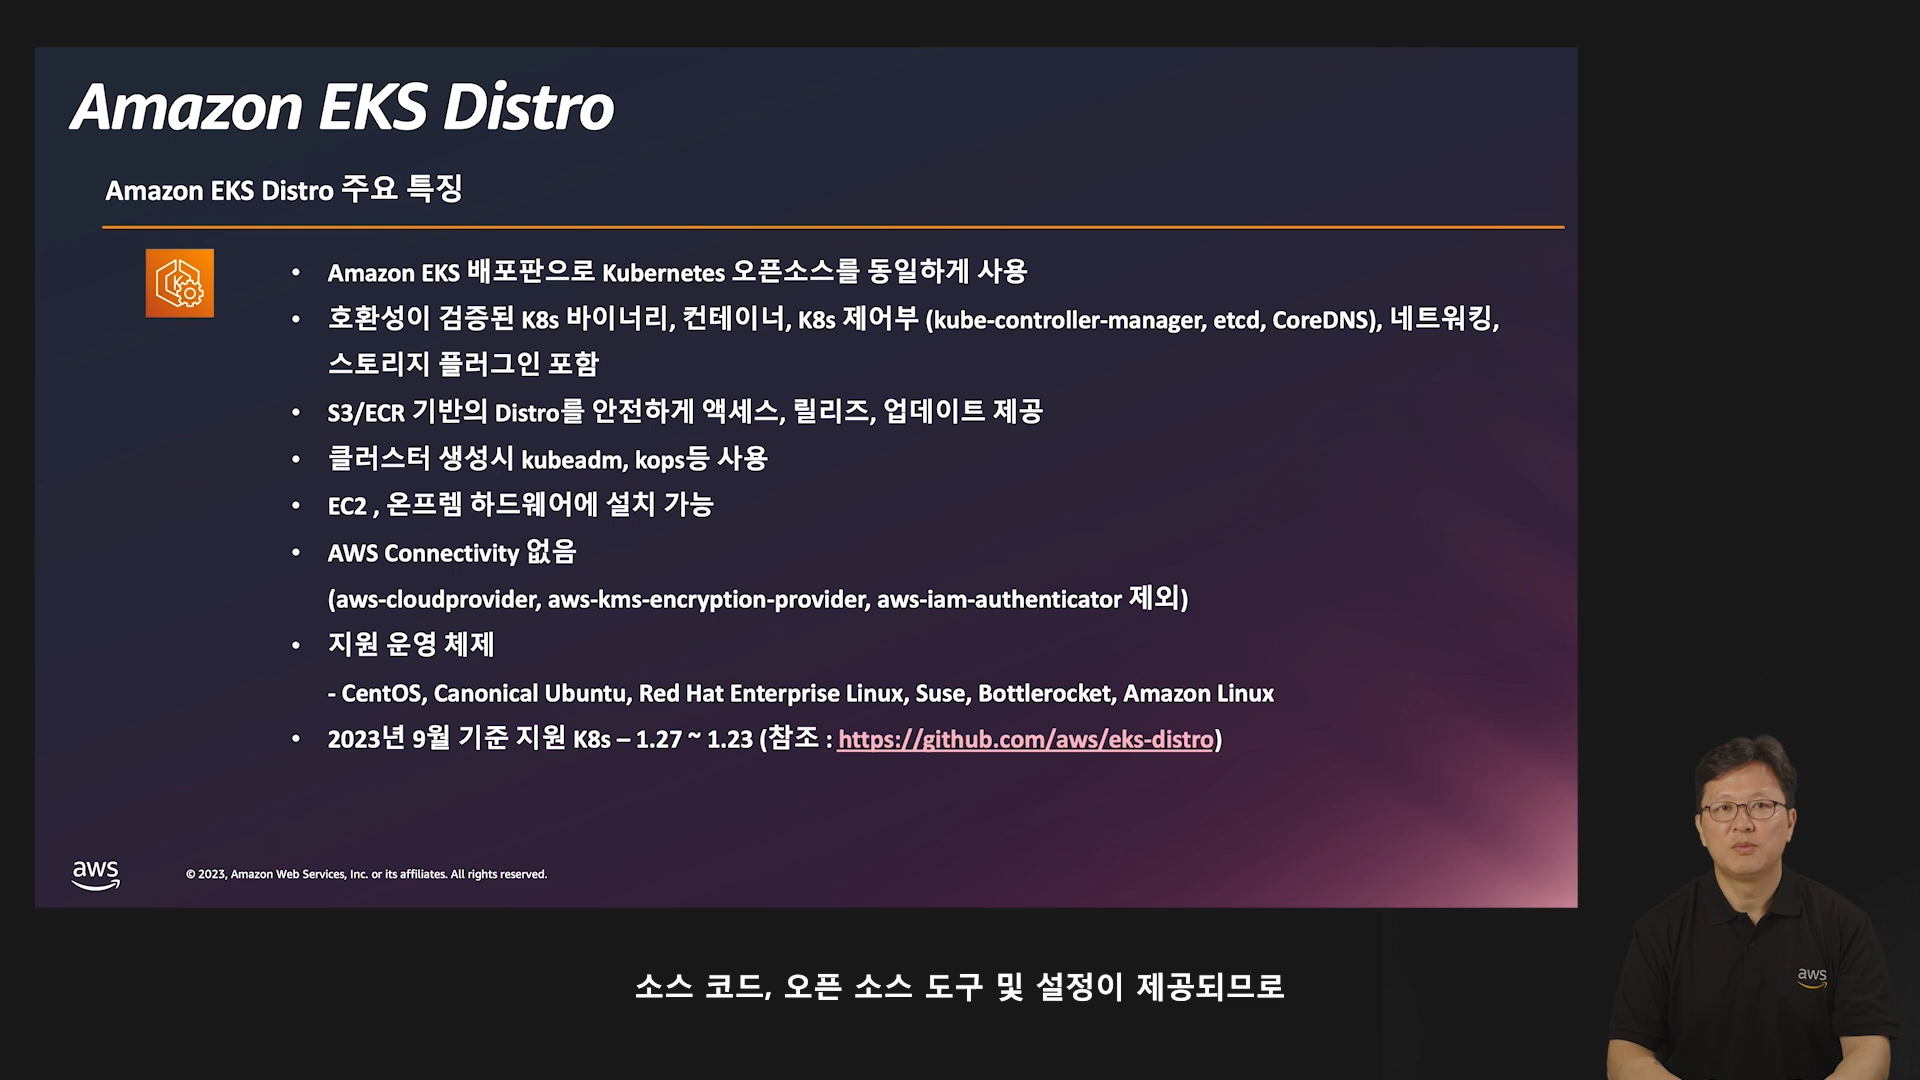 Amazon EKS Distro
Amazon EKS Distro 주요 특징
• Amazon EKS 배포판으로 Kubernetes 오픈소스를 동일하게 사용
• 호환성이 검증된 K8s 바이너리, 컨테이너, K8s 제어부 (kube-controller-manager, etcd, CoreDNS), 네트워킹,
스토리지 플러그인 포함
• S3/ECR 기반의 Distro를 안전하게 액세스, 릴리즈, 업데이트 제공
• 클러스터 생성시 kubeadm, kops등 사용
• EC2 , 온프렘 하드웨어에 설치 가능
• AWS Connectivity 없음
(aws-cloudprovider, aws-kms-encryption-provider, aws-iam-authenticator 제외)
• 지원 운영 체제
- CentOS, Canonical Ubuntu, Red Hat Enterprise Linux, Suse, Bottlerocket, Amazon Linux
• 2023년 9월 기준 지원 K8s – 1.27 ~ 1.23 (참조 : https://github.com/aws/eks-distro)
aws
© 2023, Amazon Web Services, Inc. or its affiliates. All rights reserved.
aws
소스 코드, 오픈 소스 도구 및 설정이 제공되므로